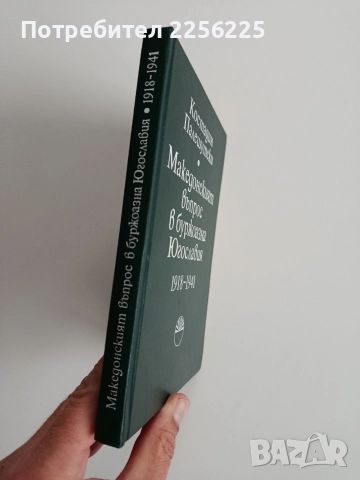 Потребител 2256225
Македонският въпрос в буржоазна Югославия • 1918-1941
Костадин
Палешутски
•
Македонският
въпрос
в буржоазна
Югославия
1918-1941
BAZAR